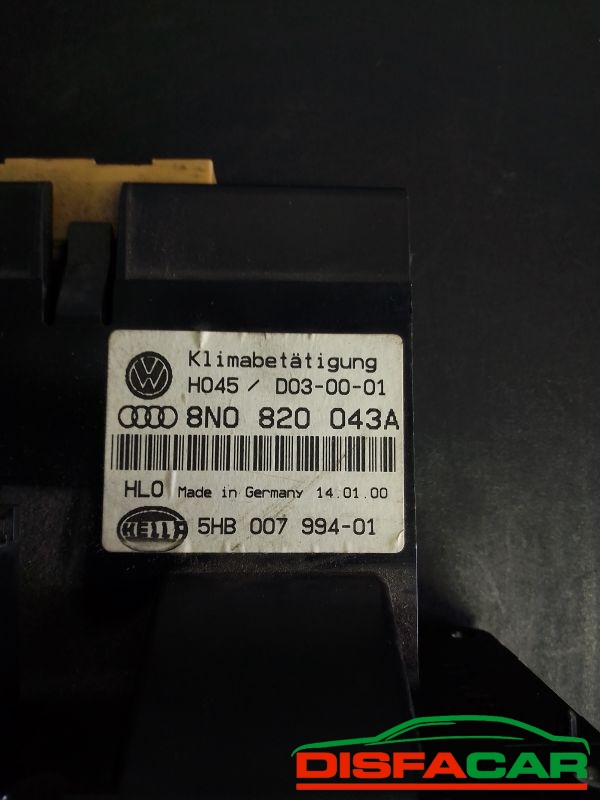 Klimabetätigung
H045 / D03-00-01
8N0 820 043A
HLO Made in Germany 14.01.00
HELLA 5HB 007 994-01
DISFACAR